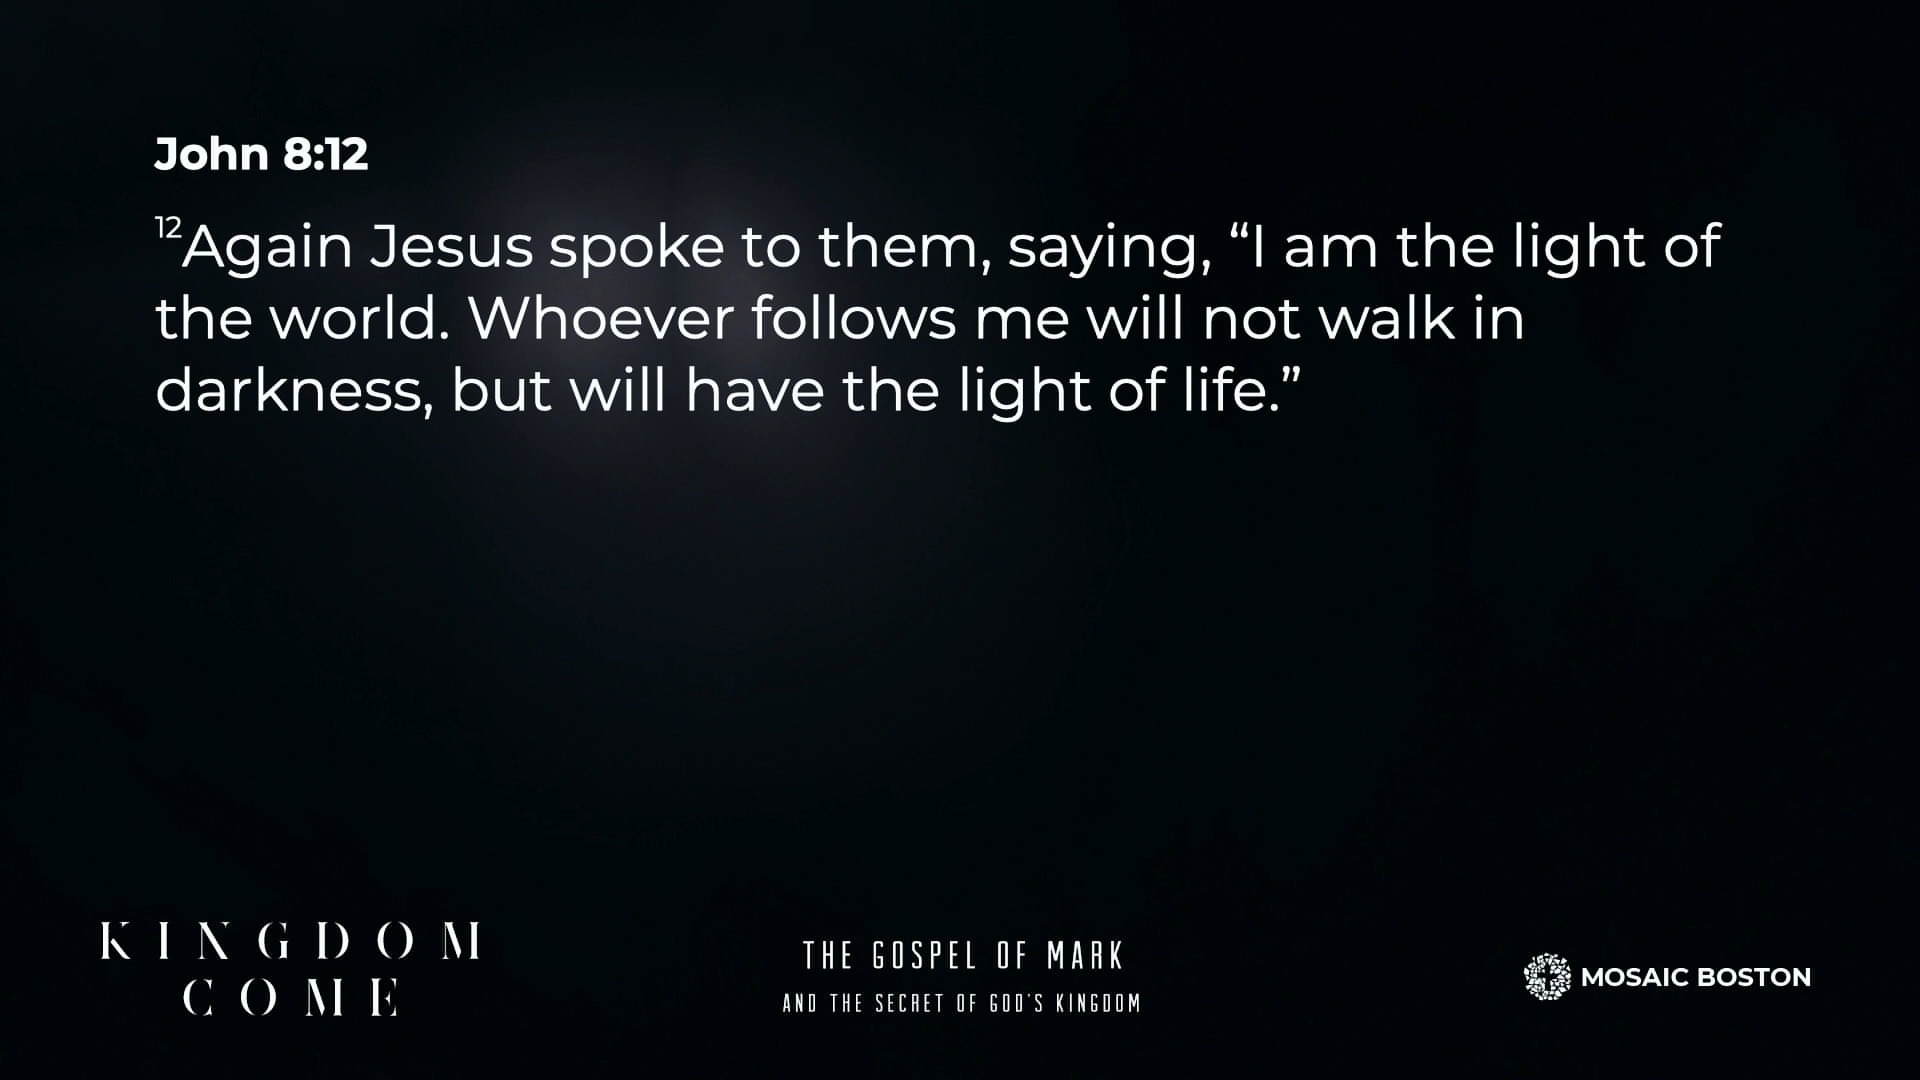 John 8:12
12Again Jesus spoke to them, saying, “I am the light of
the world. Whoever follows me will not walk in
darkness, but will have the light of life.”
KINGDOM
COME
THE GOSPEL OF MARK
AND THE SECRET OF GOD'S KINGDOM
MOSAIC BOSTON